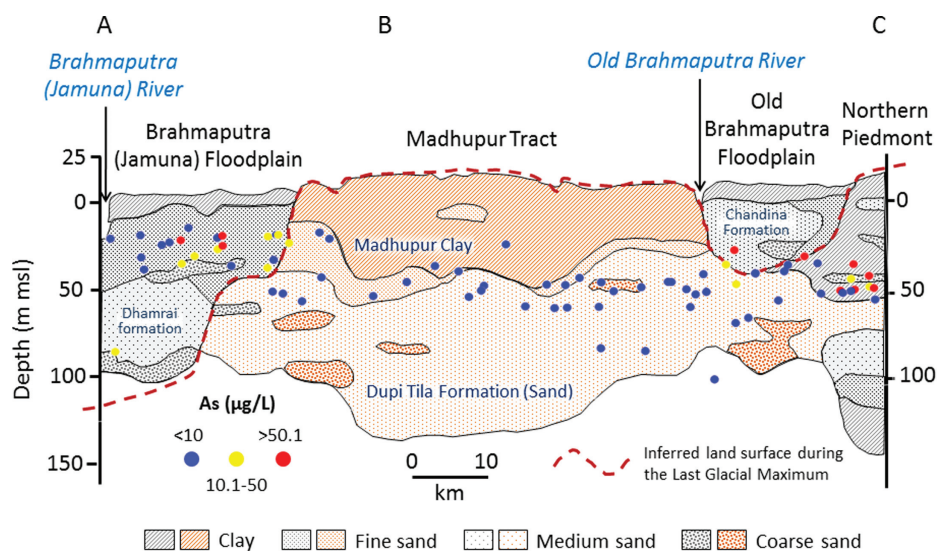 A
B
C
Brahmaputra
(Jamuna) River
Old Brahmaputra River
Brahmaputra
(Jamuna) Floodplain
Madhupur Tract
Old
Brahmaputra
Floodplain
Northern
Piedmont
25
0
50
100
150
Depth (m msl)
0
50
100
Madhupur Clay
Chandina
Formation
Dhamrai
formation
Dupi Tila Formation (Sand)
As (µg/L)
<10
>50.1
10.1-50
0 10
km
Inferred land surface during
the Last Glacial Maximum
Clay
Fine sand
Medium sand
Coarse sand